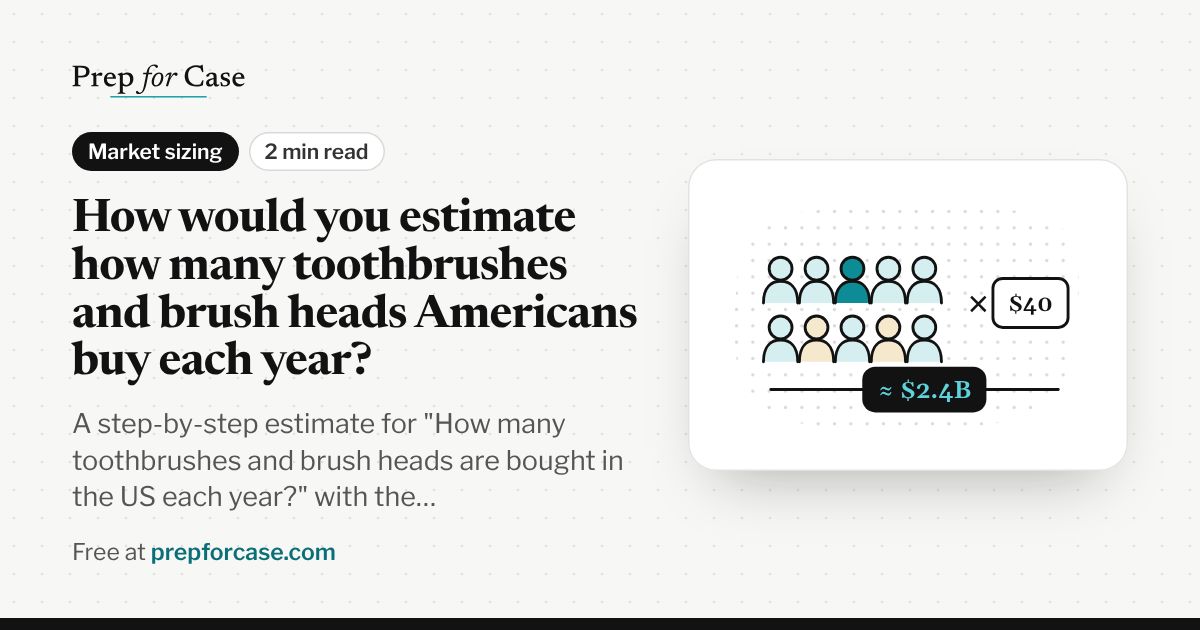 Prep for Case
Market sizing
2 min read
How would you estimate
how many toothbrushes
and brush heads Americans
buy each year?
A step-by-step estimate for "How many
toothbrushes and brush heads are bought in
the US each year?" with the...
Free at prepforcase.com
× $40
≈ $2.4B